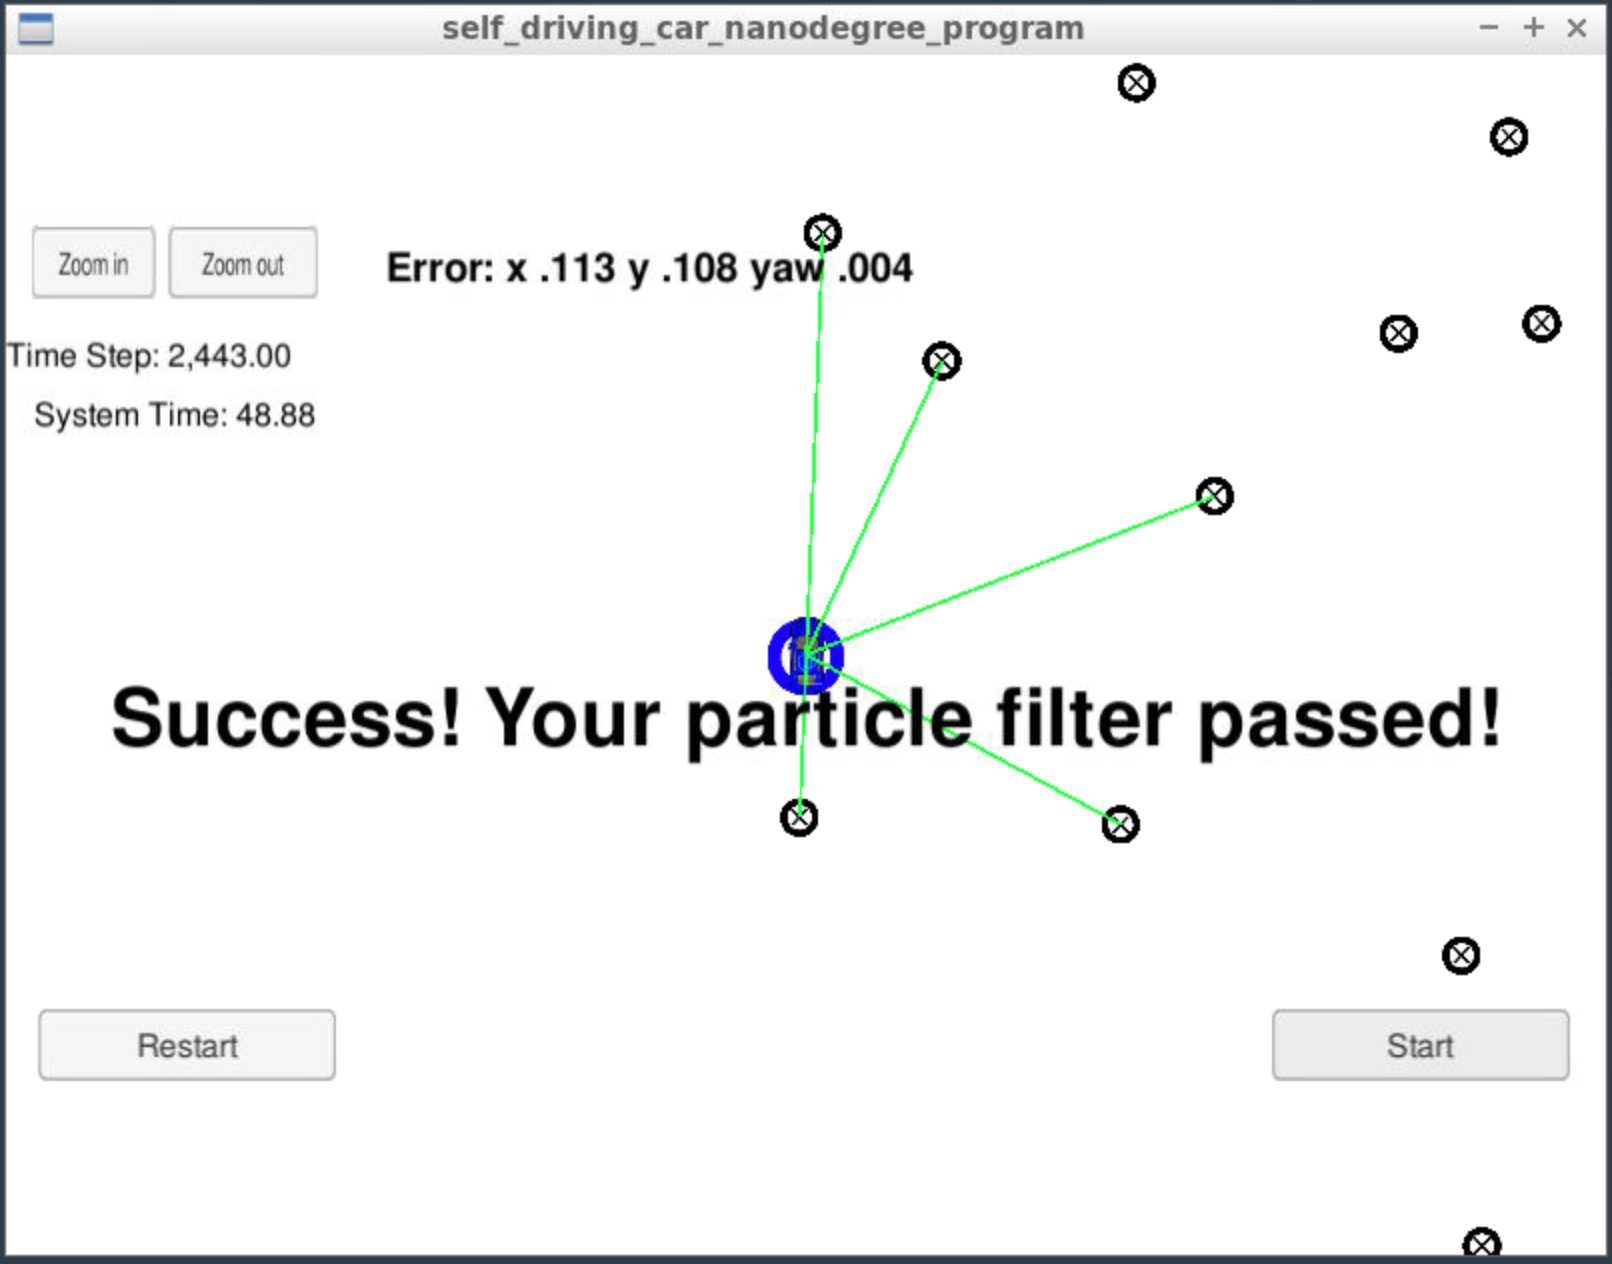 self_driving_car_nanodegree_program
Zoom in
Zoom out
Error: x .113 y .108 yaw .004
Time Step: 2,443.00
System Time: 48.88
Success! Your particle filter passed!
Restart
Start